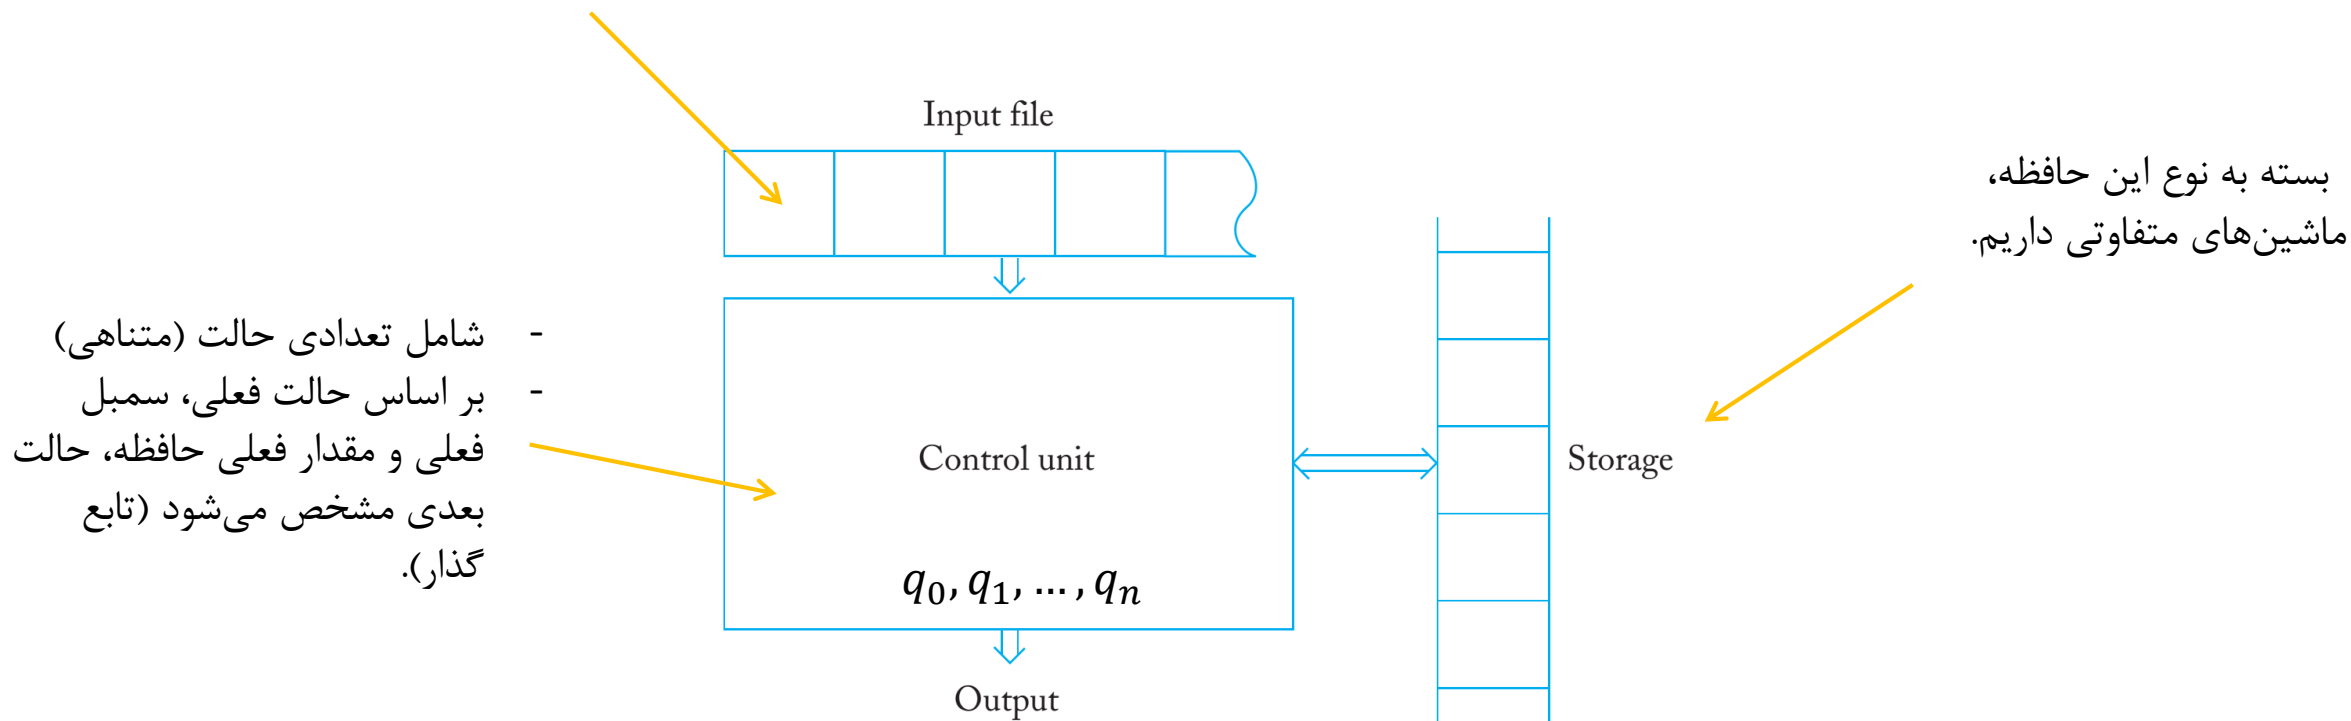 Input file
بسته به نوع این حافظه،
ماشین‌های متفاوتی داریم.
- شامل تعدادی حالت (متناهی)
- بر اساس حالت فعلی، سمبل
فعلی و مقدار فعلی حافظه، حالت
بعدی مشخص می‌شود (تابع
گذار).
Control unit
Storage
q₀, q₁, … , qₙ
Output